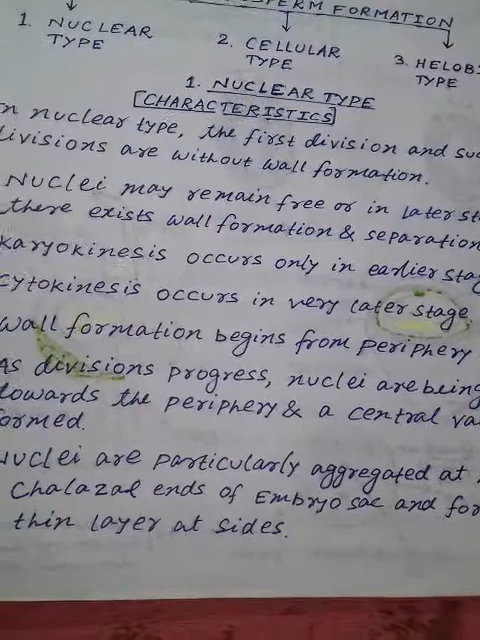 FORMATION
1. NUCLEAR TYPE
2. CELLULAR TYPE
3. HELOB
TYPE
1. NUCLEAR TYPE
[CHARACTERISTICS]
n nuclear type, the first division and su
divisions are without wall formation.
Nuclei may remain free or in later st
there exists wall formation & separation
karyokinesis occurs only in earlier stag
cytokinesis occurs in very later stage.
wall formation begins from periphery
As divisions progress, nuclei are being
towards the periphery & a central va
ormed.
Nuclei are particularly aggregated at
Chalazal ends of Embryo sac and for
thin layer at sides.